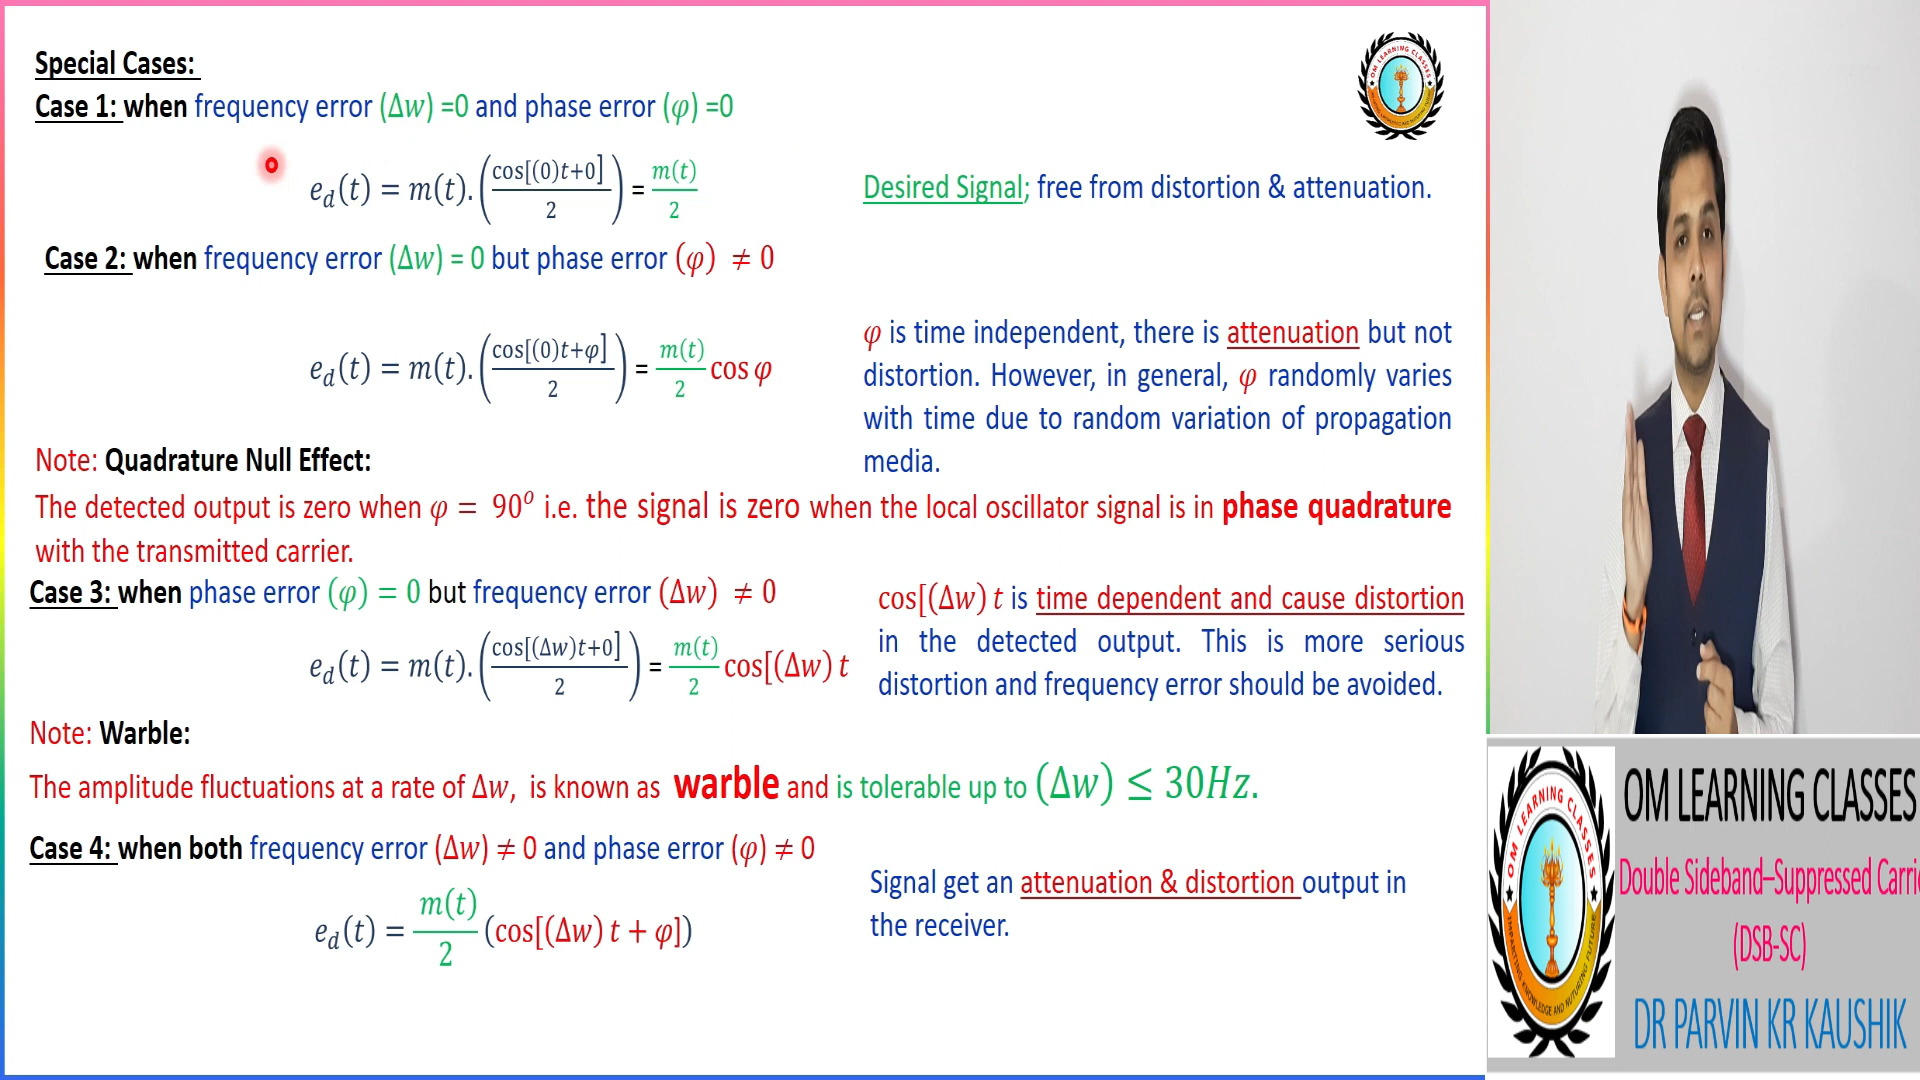 Special Cases:
Case 1: when frequency error (Δw) =0 and phase error (φ) =0
e_d(t) = m(t).(cos[(0)t+0]/2) = m(t)/2
Desired Signal; free from distortion & attenuation.
Case 2: when frequency error (Δw) = 0 but phase error (φ) ≠ 0
e_d(t) = m(t).(cos[(0)t+φ]/2) = m(t)/2 cos φ
φ is time independent, there is attenuation but not
distortion. However, in general, φ randomly varies
with time due to random variation of propagation
media.
Note: Quadrature Null Effect:
The detected output is zero when φ = 90° i.e. the signal is zero when the local oscillator signal is in phase quadrature
with the transmitted carrier.
Case 3: when phase error (φ) = 0 but frequency error (Δw) ≠ 0
e_d(t) = m(t).(cos[(Δw)t+0]/2) = m(t)/2 cos[(Δw) t
cos[(Δw) t is time dependent and cause distortion
in the detected output. This is more serious
distortion and frequency error should be avoided.
Note: Warble:
The amplitude fluctuations at a rate of Δw, is known as warble and is tolerable up to (Δw) ≤ 30Hz.
Case 4: when both frequency error (Δw) ≠ 0 and phase error (φ) ≠ 0
e_d(t) = m(t)/2 (cos[(Δw) t + φ])
Signal get an attenuation & distortion output in
the receiver.
OM LEARNING CLASSES
IMPARTING KNOWLEDGE AND NUTURING FUTURE
OM LEARNING CLASSES
Double Sideband–Suppressed Carri
(DSB-SC)
DR PARVIN KR KAUSHIK